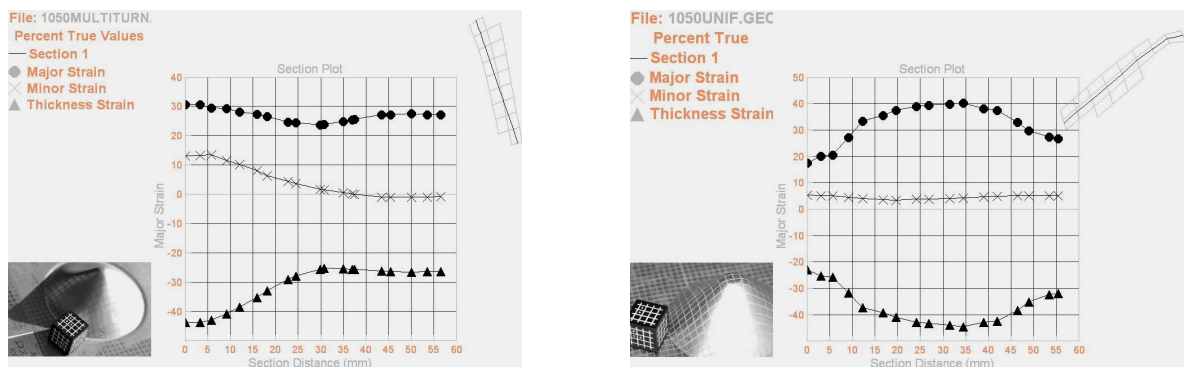 File: 1050MULTITURN.
Percent True Values
Section 1
Major Strain
Minor Strain
Thickness Strain
Section Plot
Major Strain
40
30
20
10
0
-10
-20
-30
-40
0 5 10 15 20 25 30 35 40 45 50 55 60
Section Distance (mm)
File: 1050UNIF.GEO
Percent True
Section 1
Major Strain
Minor Strain
Thickness Strain
Section Plot
Major Strain
50
40
30
20
10
0
-10
-20
-30
-40
0 5 10 15 20 25 30 35 40 45 50 55 60
Section Distance (mm)